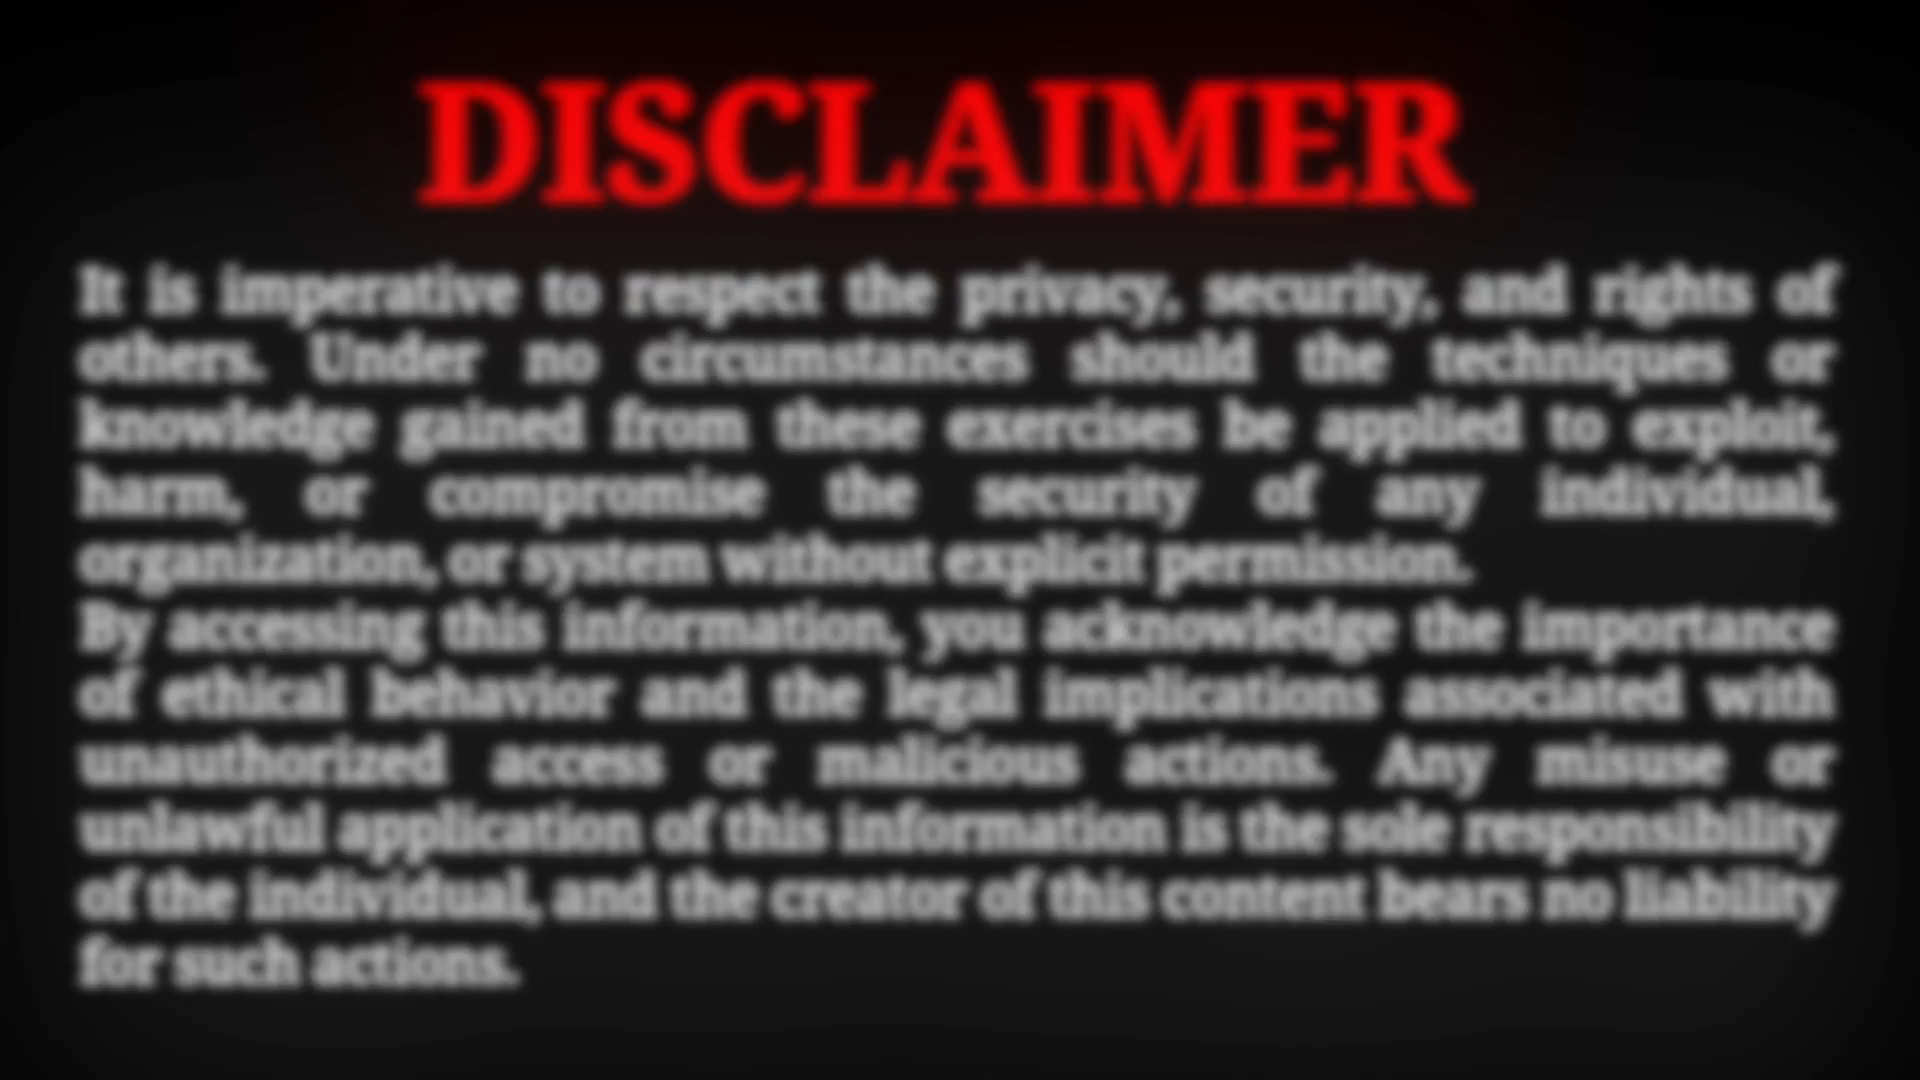 DISCLAIMER
It is imperative to respect the privacy, security, and rights of
others. Under no circumstances should the techniques or
knowledge gained from these exercises be applied to exploit,
harm, or compromise the security of any individual,
organization, or system without explicit permission.
By accessing this information, you acknowledge the importance
of ethical behavior and the legal implications associated with
unauthorized access or malicious actions. Any misuse or
unlawful application of this information is the sole responsibility
of the individual, and the creator of this content bears no liability
for such actions.